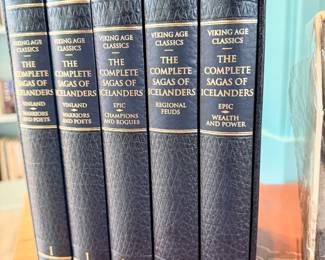 VIKING AGE
CLASSICS
THE
COMPLETE
SAGAS OF
ICELANDERS
VINLAND
WARRIORS
AND POETS
I
VIKING AGE
CLASSICS
THE
COMPLETE
SAGAS OF
ICELANDERS
VINLAND
WARRIORS
AND POETS
I
VIKING AGE
CLASSICS
THE
COMPLETE
SAGAS OF
ICELANDERS
EPIC
CHAMPIONS
AND ROGUES
VIKING AGE
CLASSICS
THE
COMPLETE
SAGAS OF
ICELANDERS
REGIONAL
FEUDS
VIKING AGE
CLASSICS
THE
COMPLETE
SAGAS OF
ICELANDERS
EPIC
WEALTH AND POWER